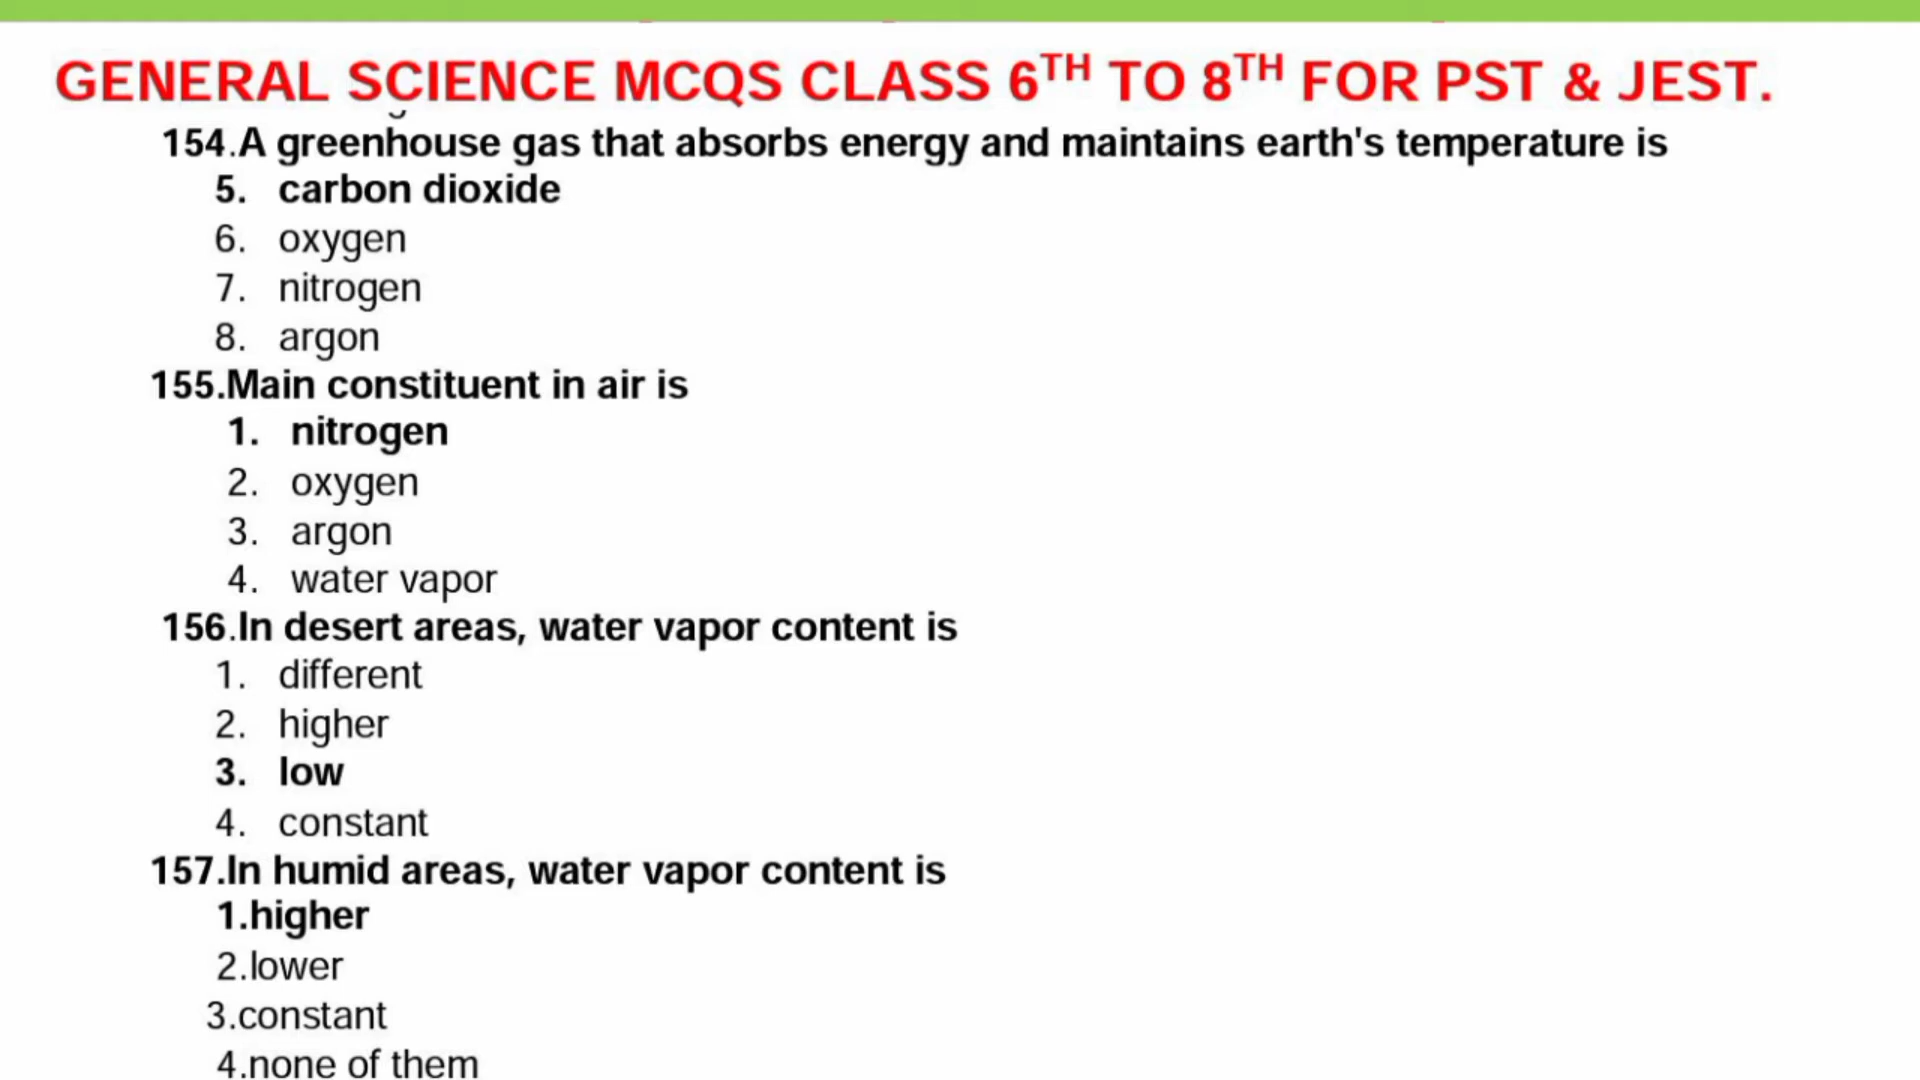 GENERAL SCIENCE MCQS CLASS 6TH TO 8TH FOR PST & JEST.
154.A greenhouse gas that absorbs energy and maintains earth's temperature is
5. carbon dioxide
6. oxygen
7. nitrogen
8. argon
155.Main constituent in air is
1. nitrogen
2. oxygen
3. argon
4. water vapor
156.In desert areas, water vapor content is
1. different
2. higher
3. low
4. constant
157.In humid areas, water vapor content is
1.higher
2.lower
3.constant
4.none of them